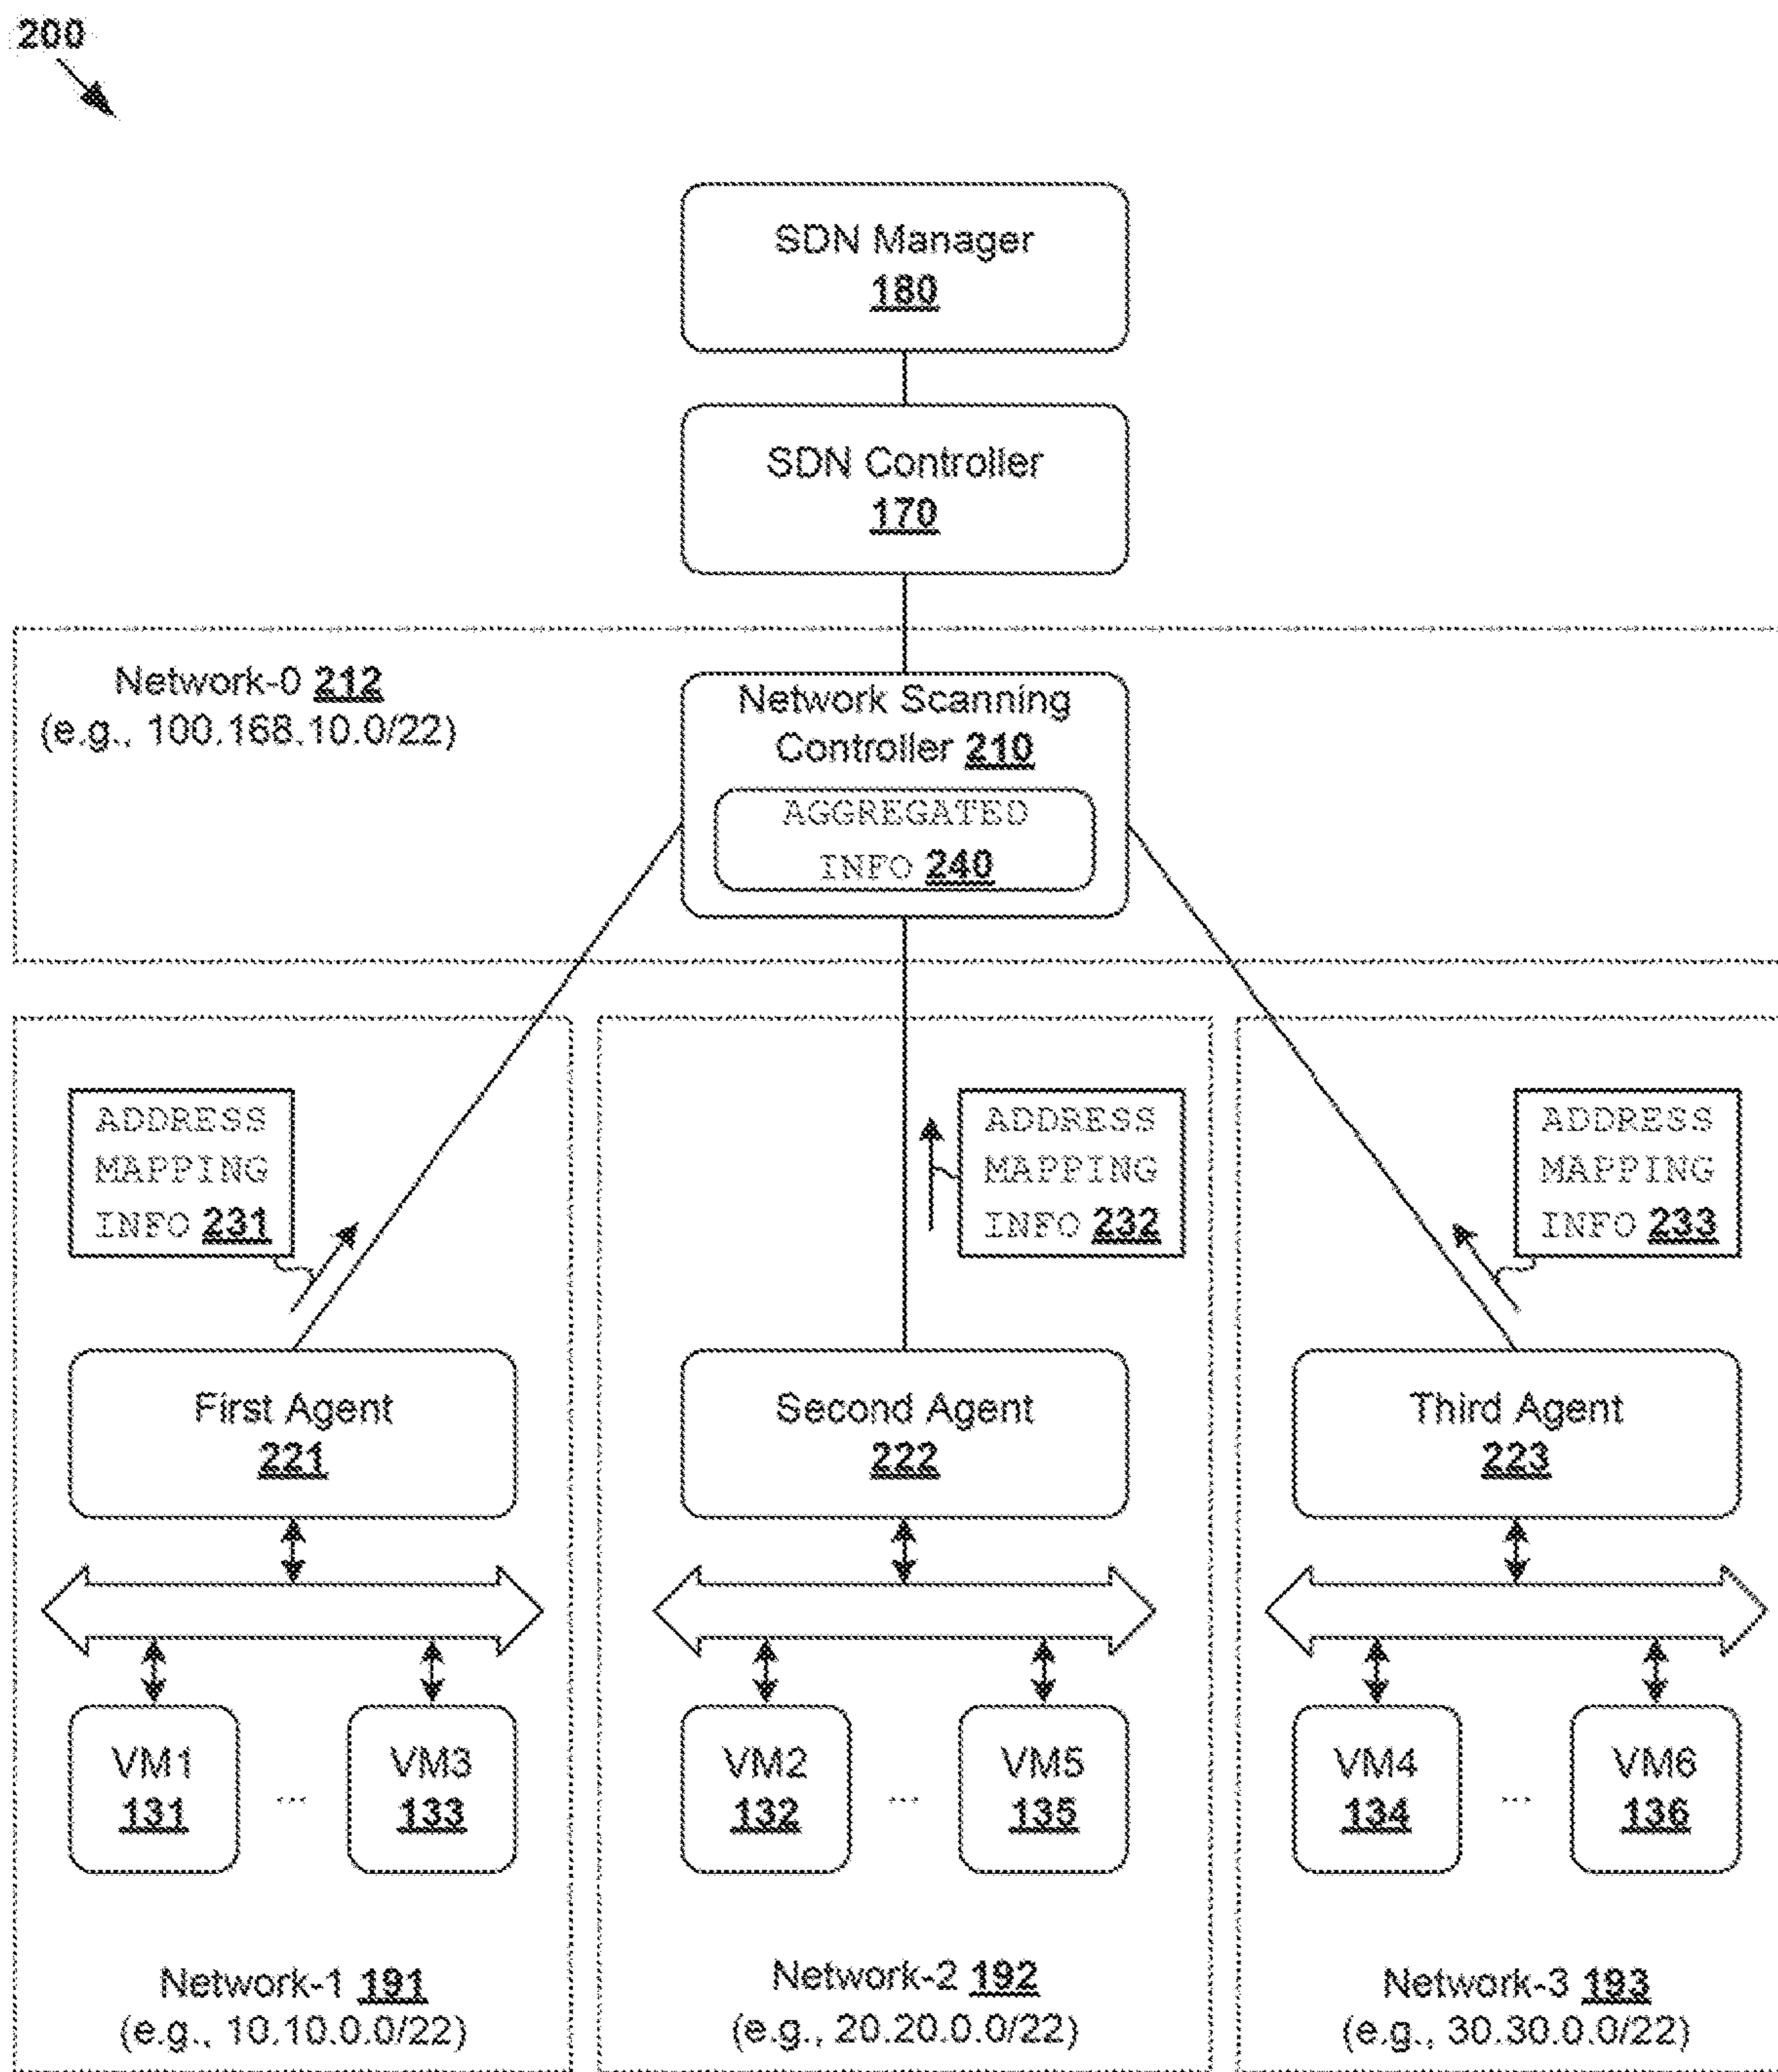 200
SDN Manager
180
SDN Controller
170
Network-0 212
(e.g., 100.168.10.0/22)
Network Scanning
Controller 210
AGGREGATED
INFO 240
ADDRESS
MAPPING
INFO 231
ADDRESS
MAPPING
INFO 232
ADDRESS
MAPPING
INFO 233
First Agent
221
Second Agent
222
Third Agent
223
VM1
131
...
VM3
133
VM2
132
...
VM5
135
VM4
134
...
VM6
136
Network-1 191
(e.g., 10.10.0.0/22)
Network-2 192
(e.g., 20.20.0.0/22)
Network-3 193
(e.g., 30.30.0.0/22)